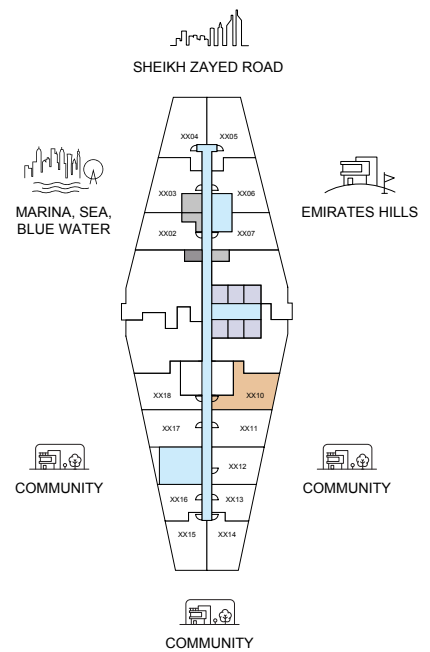 SHEIKH ZAYED ROAD
XX04 XX05
MARINA, SEA,
BLUE WATER
EMIRATES HILLS
XX03 XX06
XX02 XX07
XX18 XX10
XX17 XX11
XX12
COMMUNITY
COMMUNITY
XX16 XX13
XX15 XX14
COMMUNITY